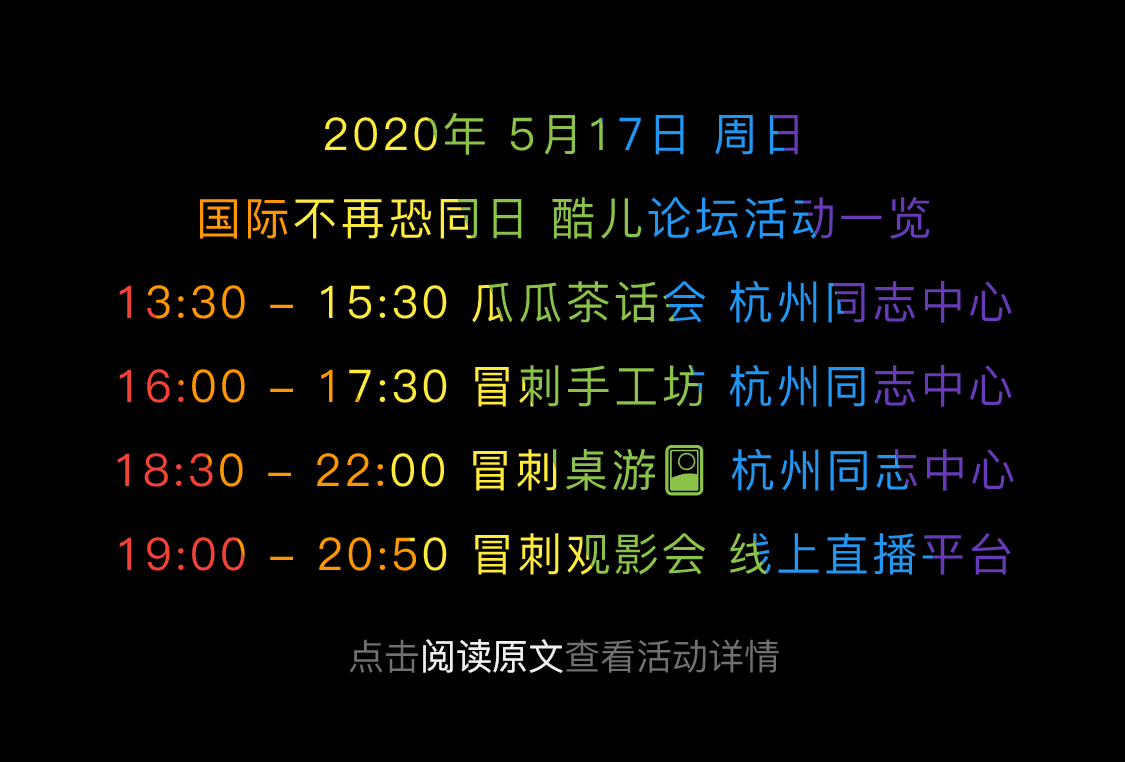 2020年 5月17日 周日
国际不再恐同日 酷儿论坛活动一览
13:30 – 15:30 瓜瓜茶话会 杭州同志中心
16:00 – 17:30 冒刺手工坊 杭州同志中心
18:30 – 22:00 冒刺桌游🎴 杭州同志中心
19:00 – 20:50 冒刺观影会 线上直播平台
点击阅读原文查看活动详情